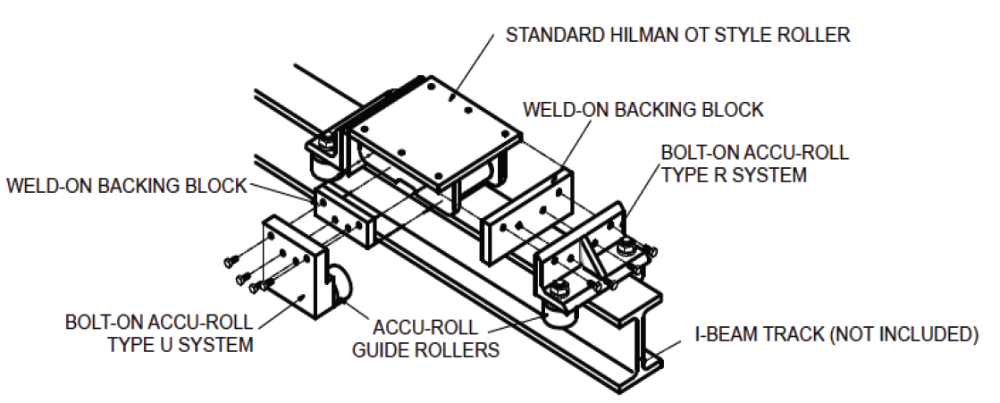 STANDARD HILMAN OT STYLE ROLLER
WELD-ON BACKING BLOCK
BOLT-ON ACCU-ROLL
TYPE R SYSTEM
WELD-ON BACKING BLOCK
BOLT-ON ACCU-ROLL
TYPE U SYSTEM
ACCU-ROLL
GUIDE ROLLERS
I-BEAM TRACK (NOT INCLUDED)